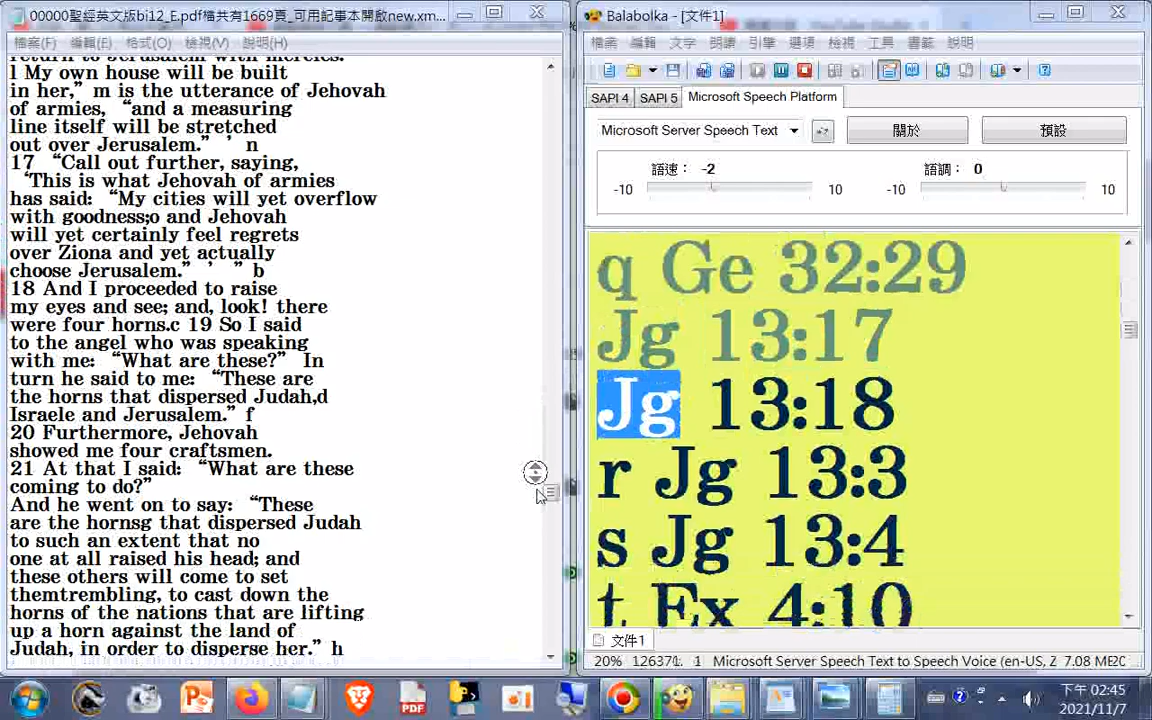 00000聖經英文版bi12_E.pdf檔共有1669頁_可用記事本開啟new.xm...
檔案(F) 編輯(E) 格式(O) 檢視(V) 說明(H)
return to Jerusalem with mercies.
l My own house will be built
in her,” m is the utterance of Jehovah
of armies, “and a measuring
line itself will be stretched
out over Jerusalem.” ’ n
17 “Call out further, saying,
‘This is what Jehovah of armies
has said: “My cities will yet overflow
with goodness;o and Jehovah
will yet certainly feel regrets
over Ziona and yet actually
choose Jerusalem.” ’ ” b
18 And I proceeded to raise
my eyes and see; and, look! there
were four horns.c 19 So I said
to the angel who was speaking
with me: “What are these?” In
turn he said to me: “These are
the horns that dispersed Judah,d
Israele and Jerusalem.” f
20 Furthermore, Jehovah
showed me four craftsmen.
21 At that I said: “What are these
coming to do?”
And he went on to say: “These
are the hornsg that dispersed Judah
to such an extent that no
one at all raised his head; and
these others will come to set
themtrembling, to cast down the
horns of the nations that are lifting
up a horn against the land of
Judah, in order to disperse her.” h
Balabolka - [文件1]
檔案 編輯 文字 朗讀 引擎 選項 檢視 工具 書籤 說明
SAPI 4 SAPI 5 Microsoft Speech Platform
Microsoft Server Speech Text 關於 預設
語速： -2 語調： 0
-10 10 -10 10
q Ge 32:29
Jg 13:17
Jg 13:18
r Jg 13:3
s Jg 13:4
t Ex 4:10
文件1
20% 126371. 1 Microsoft Server Speech Text to Speech Voice (en-US, Z 7.08 ME2C
PDF
下午 02:45
2021/11/7